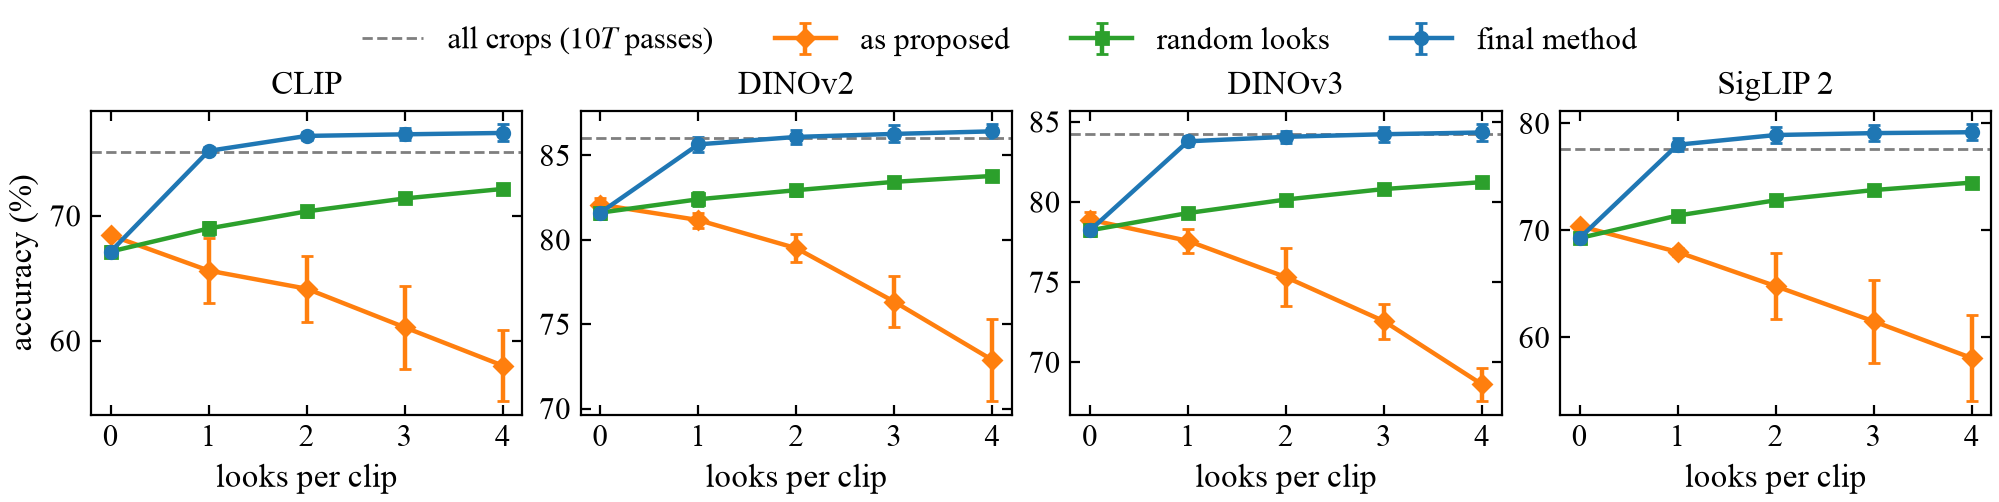 all crops (10T passes) as proposed random looks final method
CLIP DINOv2 DINOv3 SigLIP 2
accuracy (%)
70
60
0 1 2 3 4
looks per clip
85
80
75
70
0 1 2 3 4
looks per clip
85
80
75
70
0 1 2 3 4
looks per clip
80
70
60
0 1 2 3 4
looks per clip